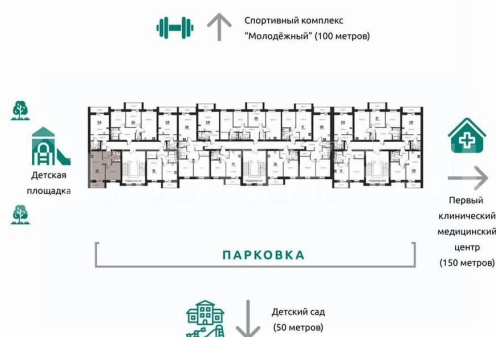 Спортивный комплекс
"Молодёжный" (100 метров)
Детская
площадка
Первый
клинический
медицинский
центр
(150 метров)
ПАРКОВКА
Детский сад
(50 метров)